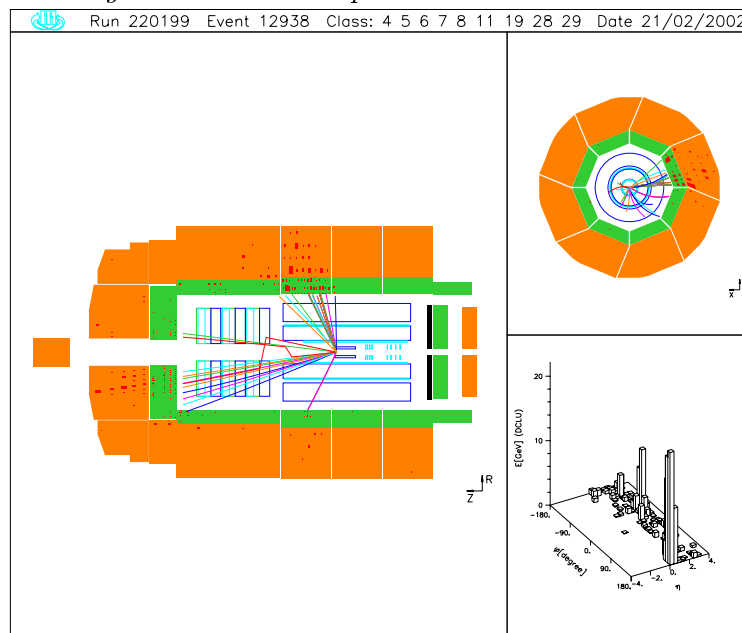 Run 220199 Event 12938 Class: 4 5 6 7 8 11 19 28 29 Date 21/02/2002
x
R
Z
E[GeV] (DCLU)
20
10
0
-180.
-90.
0.
90.
180.
φ[degree]
-4.
-2.
0.
2.
4.
η